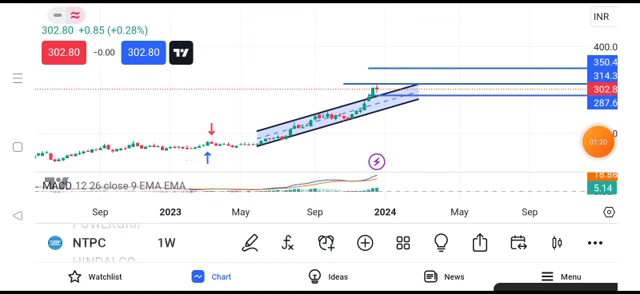 INR
302.80 +0.85 (+0.28%)
302.80 −0.00 302.80
400.0
350.4
314.3
302.8
287.6
01:20
MACD 12 26 close 9 EMA EMA
18.86
5.14
Sep 2023 May Sep 2024 May Sep
NTPC 1W
HINDALCO
Watchlist Chart Ideas News Menu